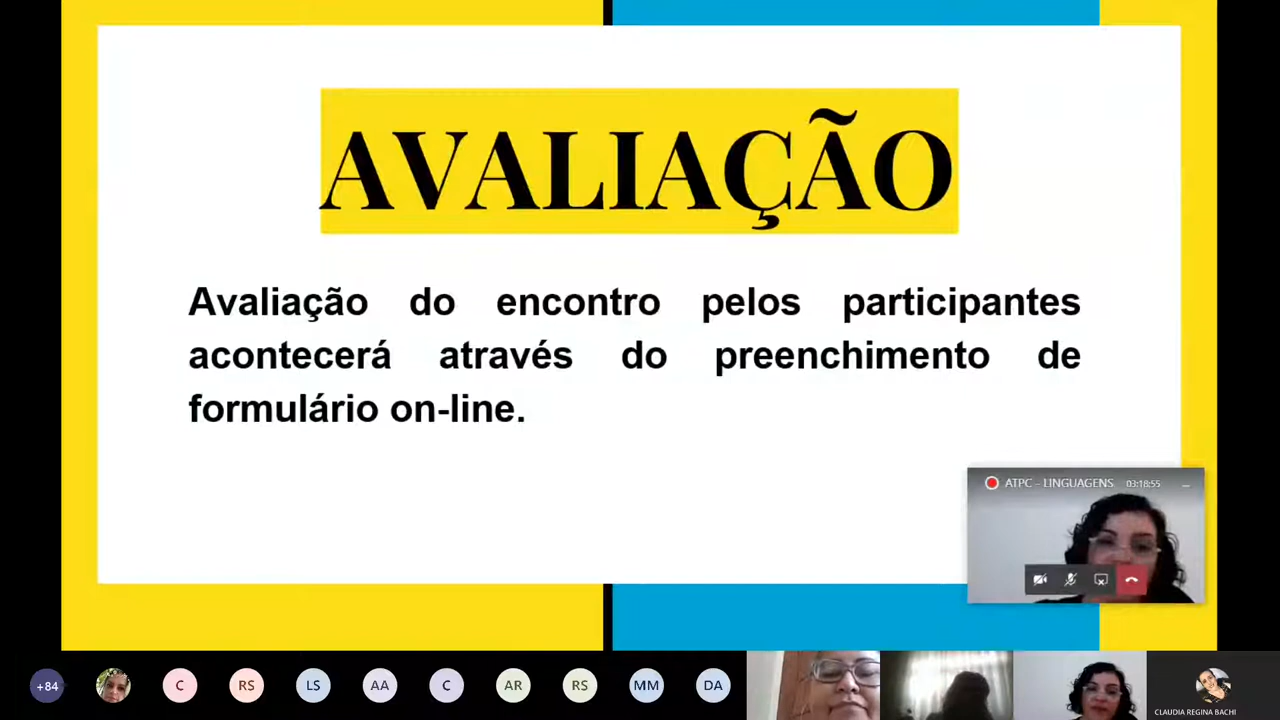 AVALIAÇÃO
Avaliação do encontro pelos participantes
acontecerá através do preenchimento de
formulário on-line.
ATPC - LINGUAGENS 03:18:55
+84 C RS LS AA C AR RS MM DA
CLAUDIA REGINA BACHI